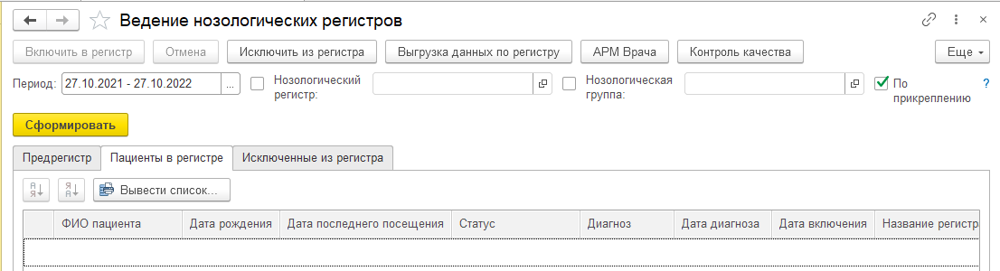 Ведение нозологических регистров
Включить в регистр Отмена Исключить из регистра Выгрузка данных по регистру АРМ Врача Контроль качества Еще
Период: 27.10.2021 - 27.10.2022 ... Нозологический регистр: Нозологическая группа: По прикреплению ?
Сформировать
Предрегистр Пациенты в регистре Исключенные из регистра
А Я Я А Вывести список...
ФИО пациента Дата рождения Дата последнего посещения Статус Диагноз Дата диагноза Дата включения Название регистр